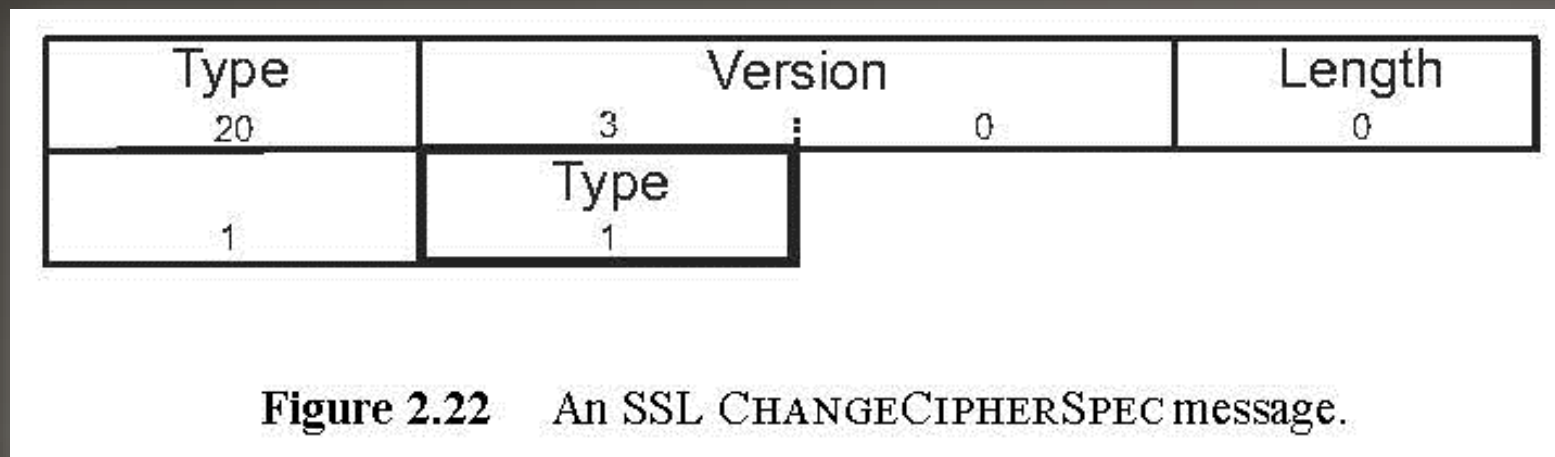 Type Version Length
20 3 0 0
Type
1 1
Figure 2.22 An SSL CHANGECIPHERSPEC message.